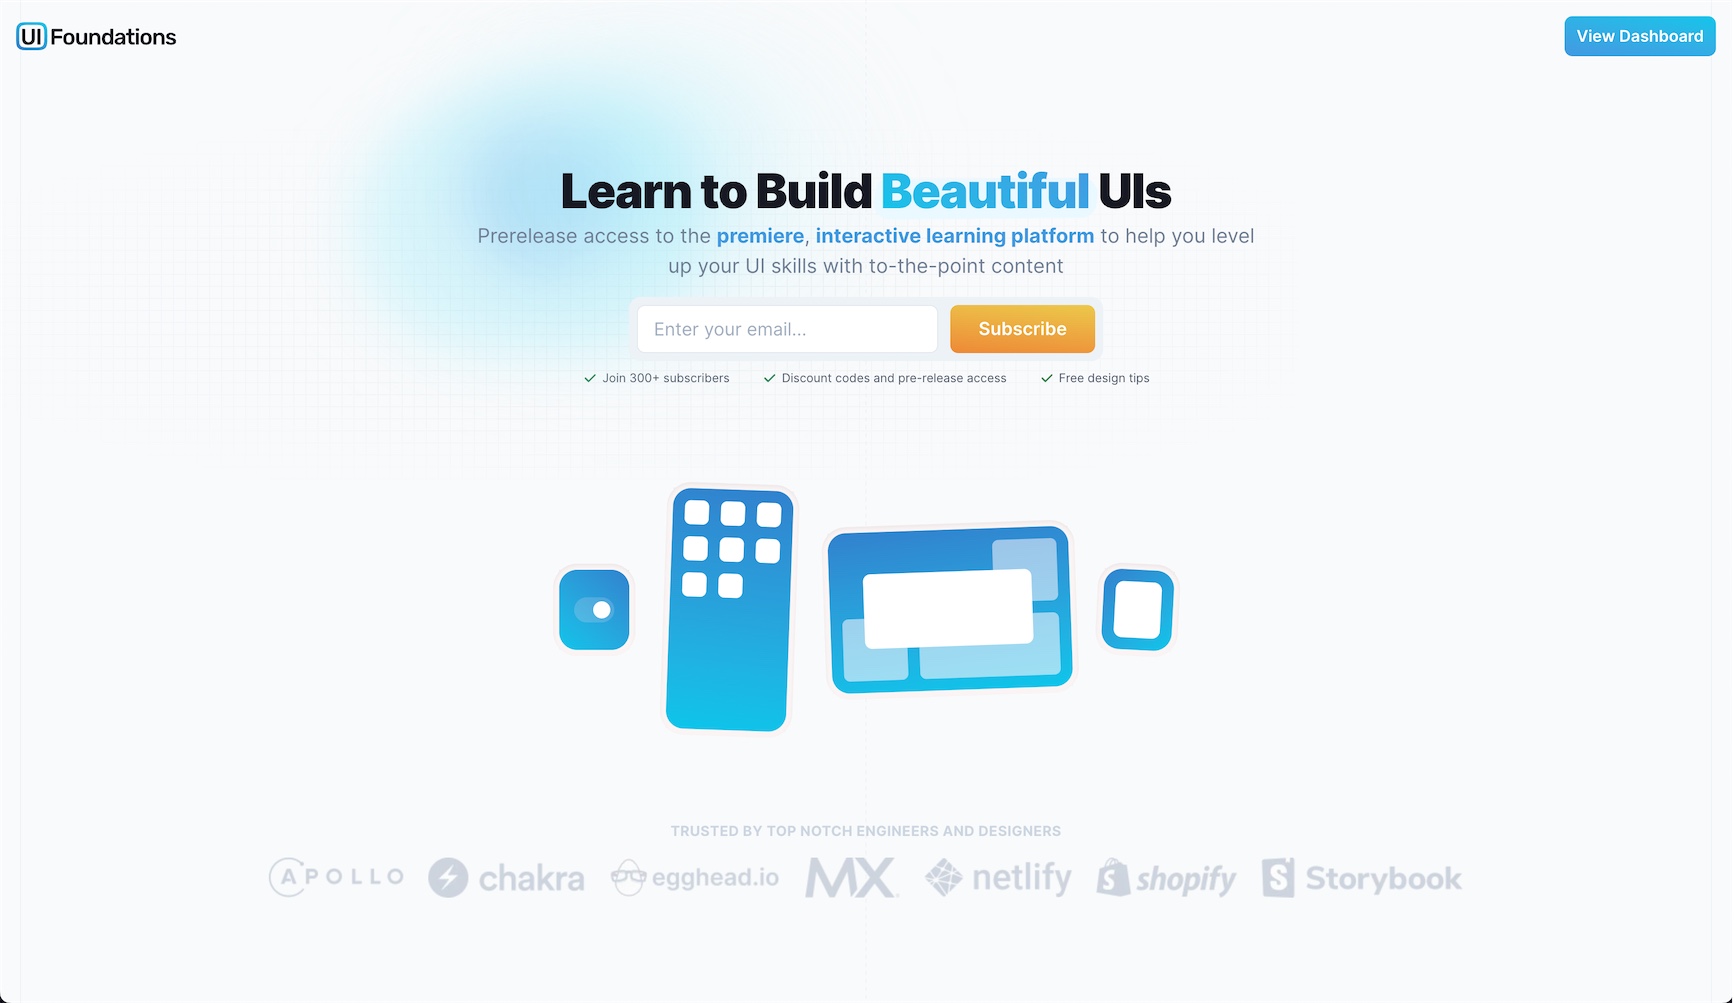 UI Foundations
View Dashboard
Learn to Build Beautiful UIs
Prerelease access to the premiere, interactive learning platform to help you level
up your UI skills with to-the-point content
Enter your email...
Subscribe
Join 300+ subscribers
Discount codes and pre-release access
Free design tips
TRUSTED BY TOP NOTCH ENGINEERS AND DESIGNERS
APOLLO
chakra
egghead.io
MX
netlify
shopify
Storybook